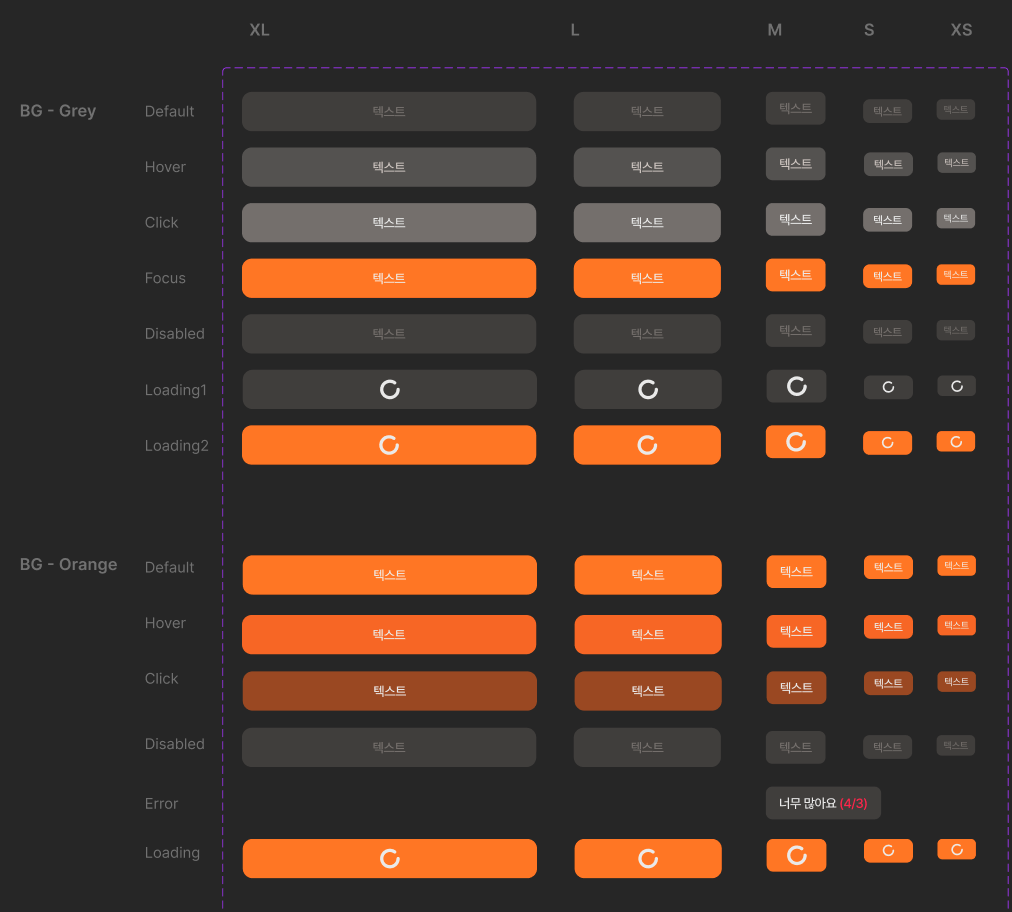 XL L M S XS
BG - Grey Default 텍스트 텍스트 텍스트 텍스트 텍스트
Hover 텍스트 텍스트 텍스트 텍스트 텍스트
Click 텍스트 텍스트 텍스트 텍스트 텍스트
Focus 텍스트 텍스트 텍스트 텍스트 텍스트
Disabled 텍스트 텍스트 텍스트 텍스트 텍스트
Loading1
Loading2
BG - Orange Default 텍스트 텍스트 텍스트 텍스트 텍스트
Hover 텍스트 텍스트 텍스트 텍스트 텍스트
Click 텍스트 텍스트 텍스트 텍스트 텍스트
Disabled 텍스트 텍스트 텍스트 텍스트 텍스트
Error 너무 많아요 (4/3)
Loading